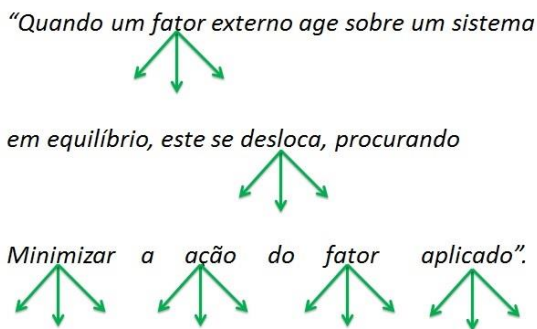 “Quando um fator externo age sobre um sistema
em equilíbrio, este se desloca, procurando
Minimizar a ação do fator aplicado”.